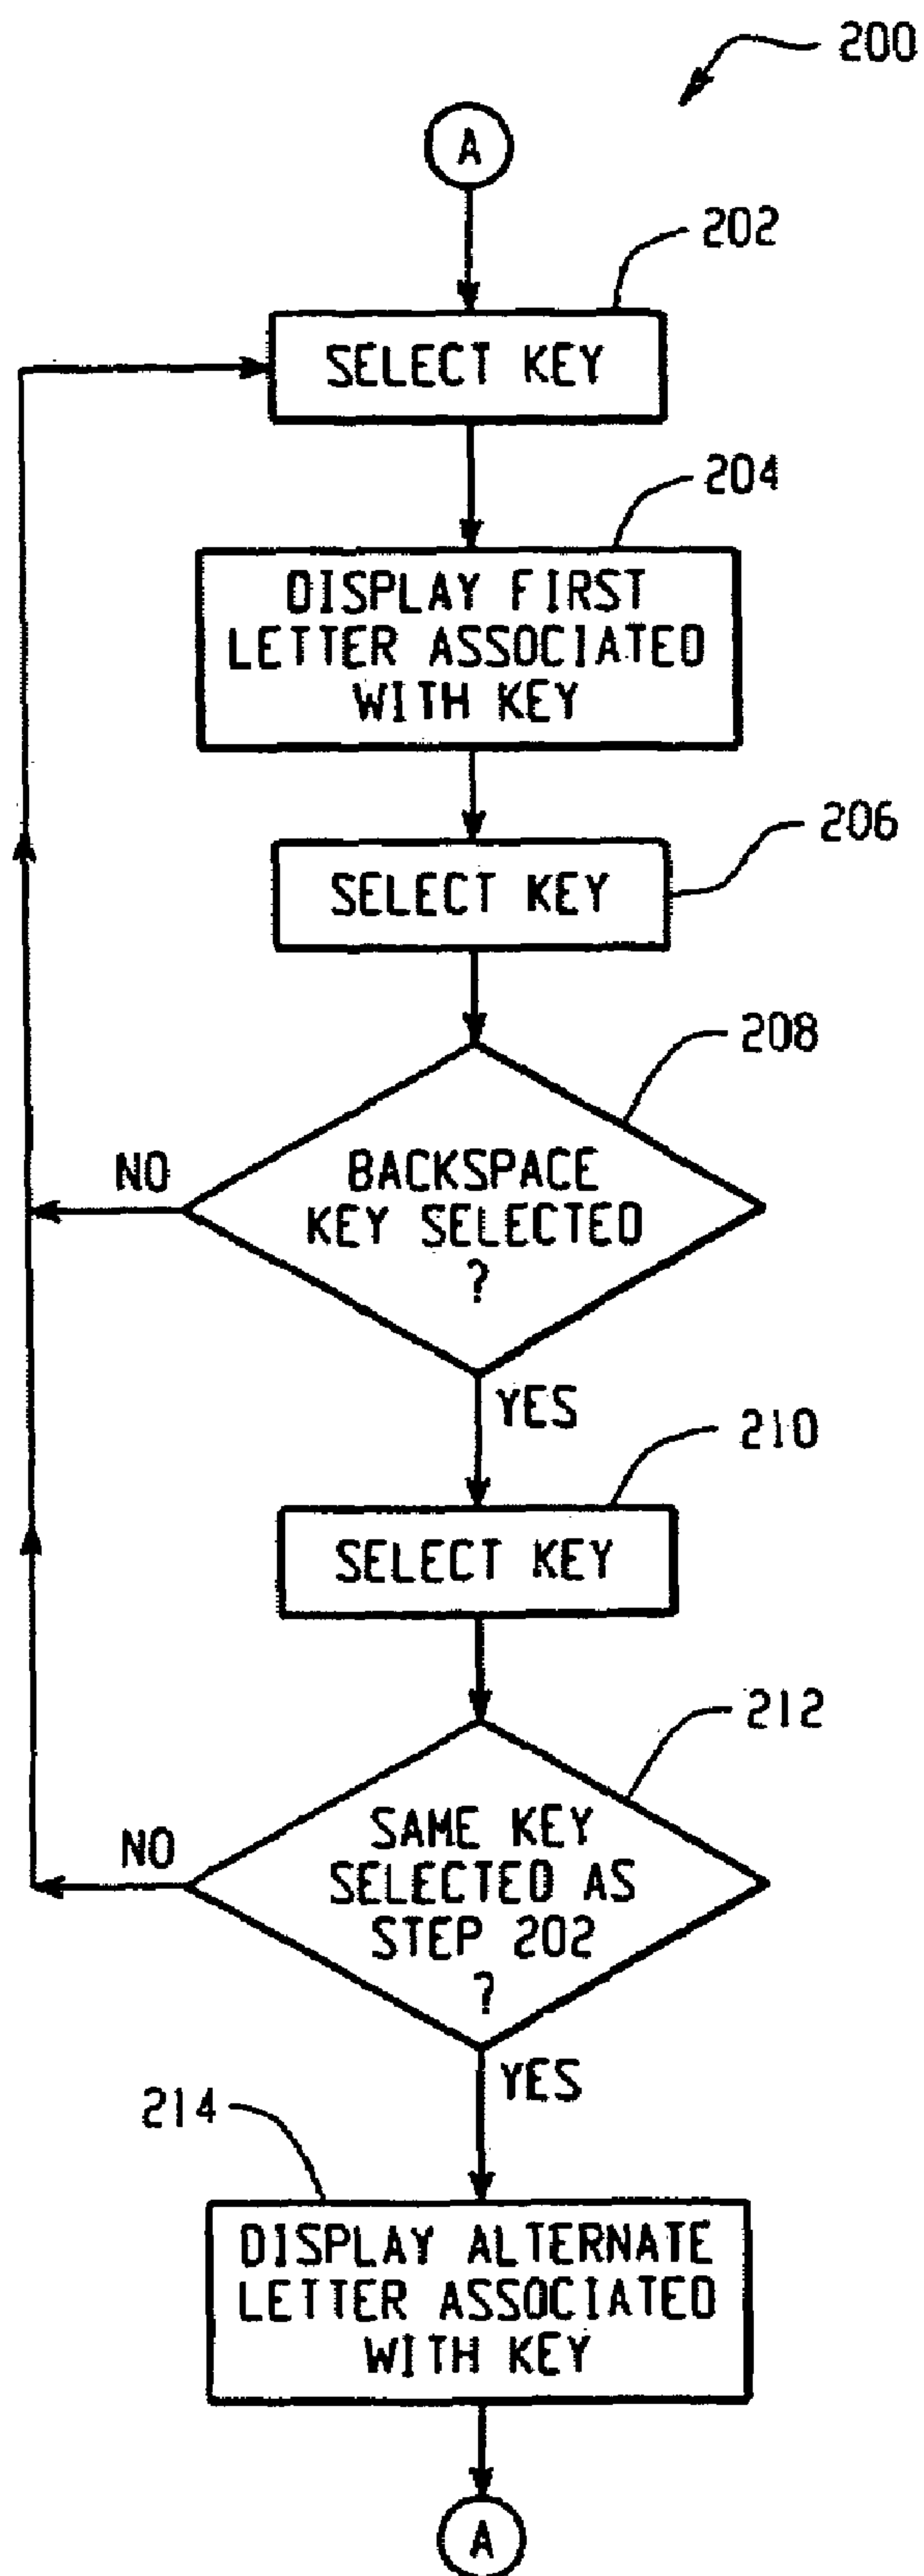 200
A
202
SELECT KEY
204
DISPLAY FIRST
LETTER ASSOCIATED
WITH KEY
206
SELECT KEY
208
BACKSPACE
KEY SELECTED
?
NO
YES
210
SELECT KEY
212
SAME KEY
SELECTED AS
STEP 202
?
NO
YES
214
DISPLAY ALTERNATE
LETTER ASSOCIATED
WITH KEY
A